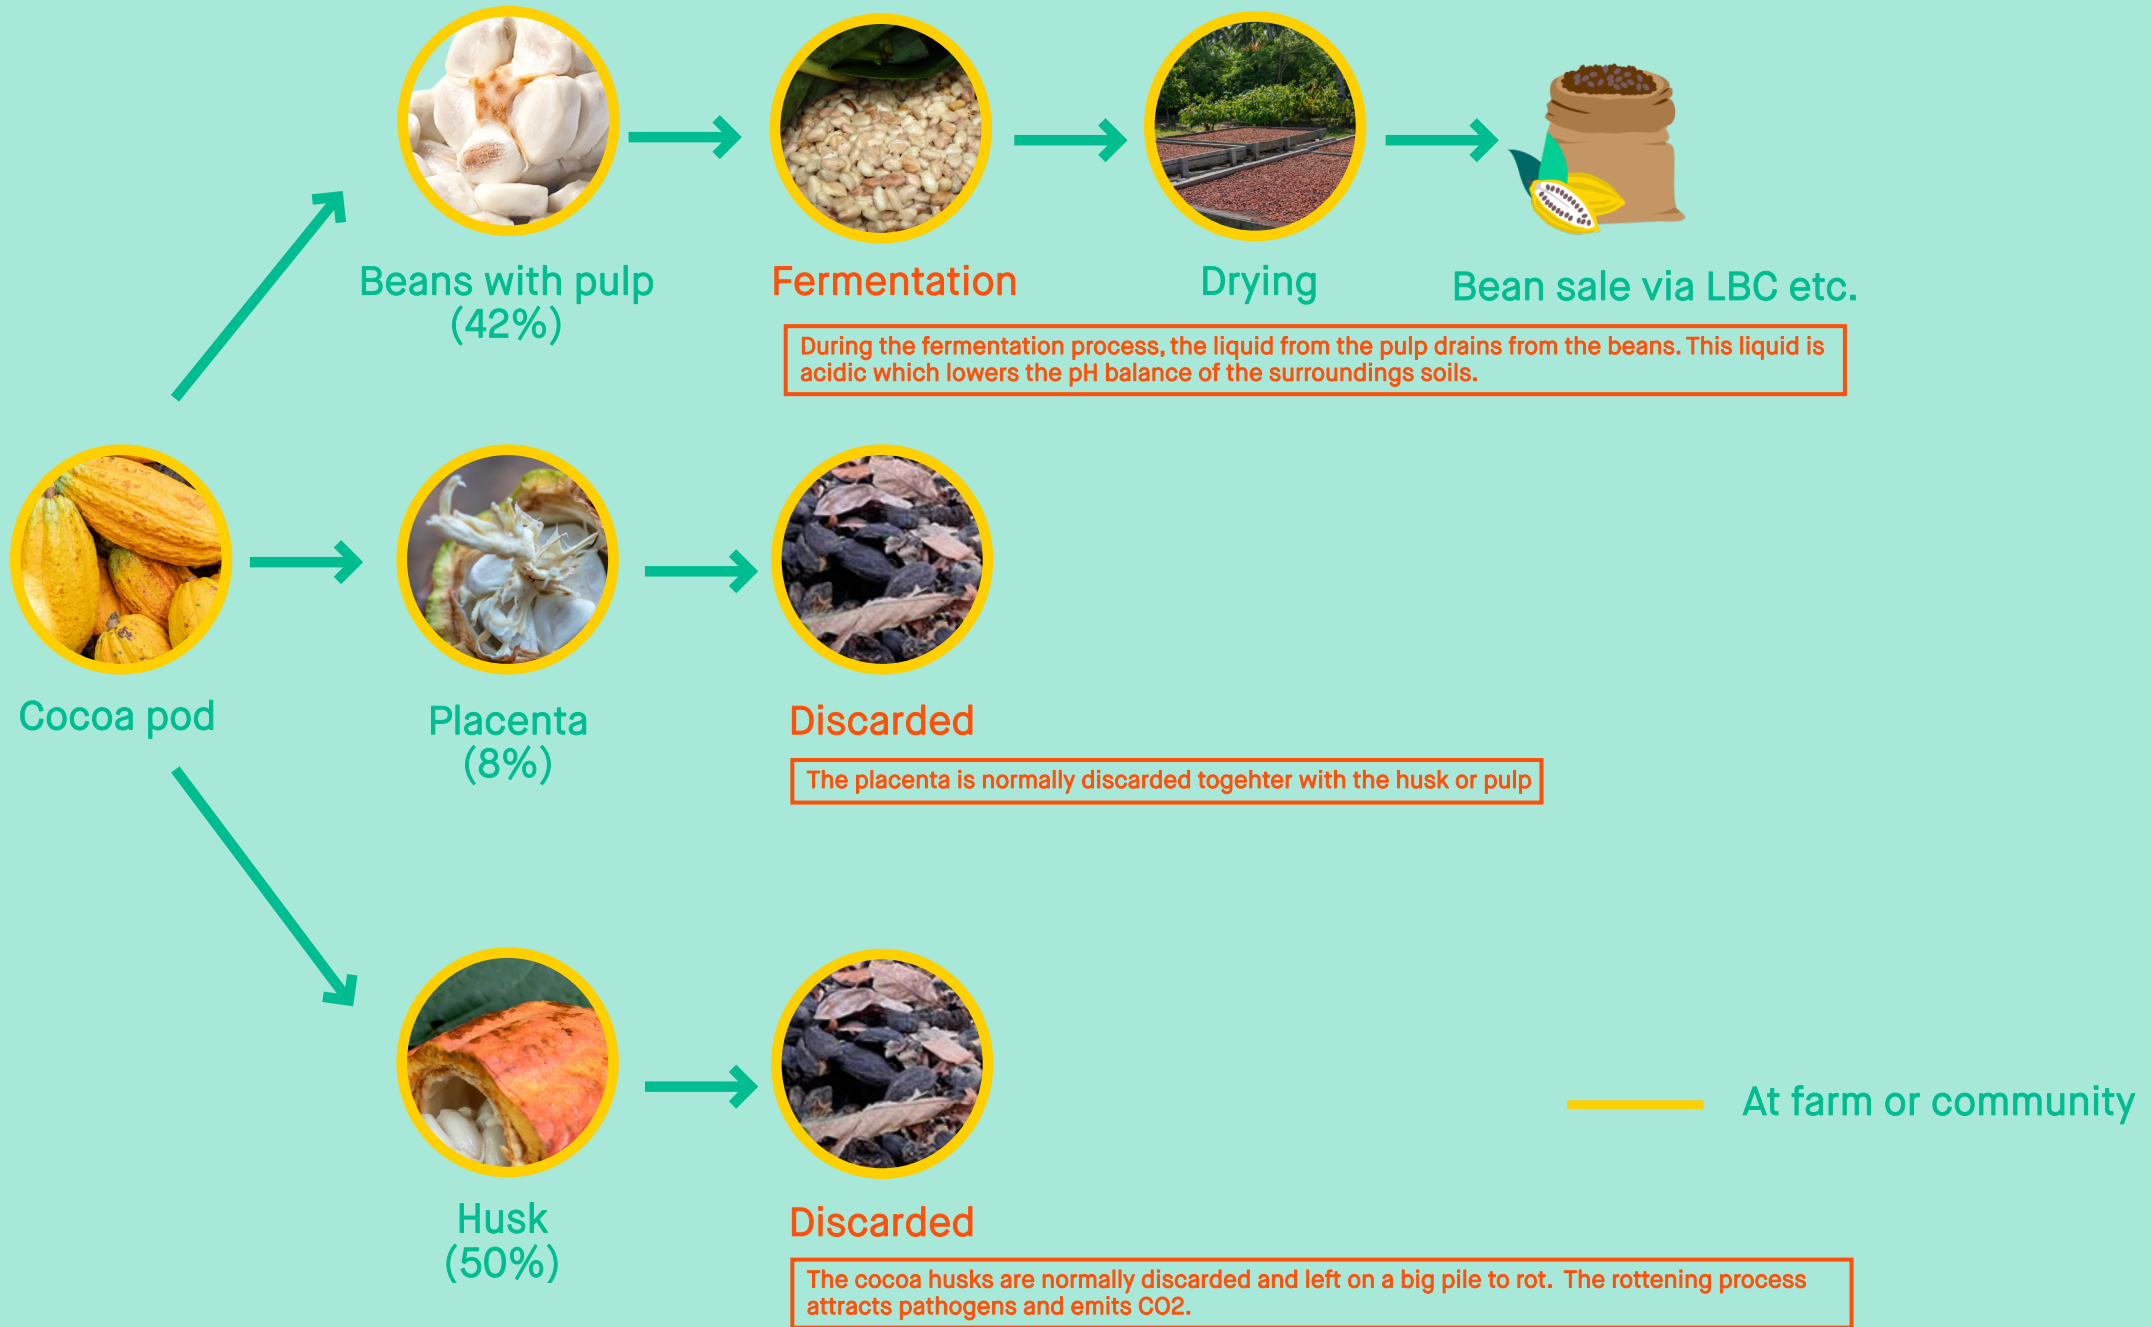 Beans with pulp
(42%)
Fermentation
Drying
Bean sale via LBC etc.
During the fermentation process, the liquid from the pulp drains from the beans. This liquid is
acidic which lowers the pH balance of the surroundings soils.
Cocoa pod
Placenta
(8%)
Discarded
The placenta is normally discarded togehter with the husk or pulp
Husk
(50%)
Discarded
The cocoa husks are normally discarded and left on a big pile to rot. The rottening process
attracts pathogens and emits CO2.
At farm or community